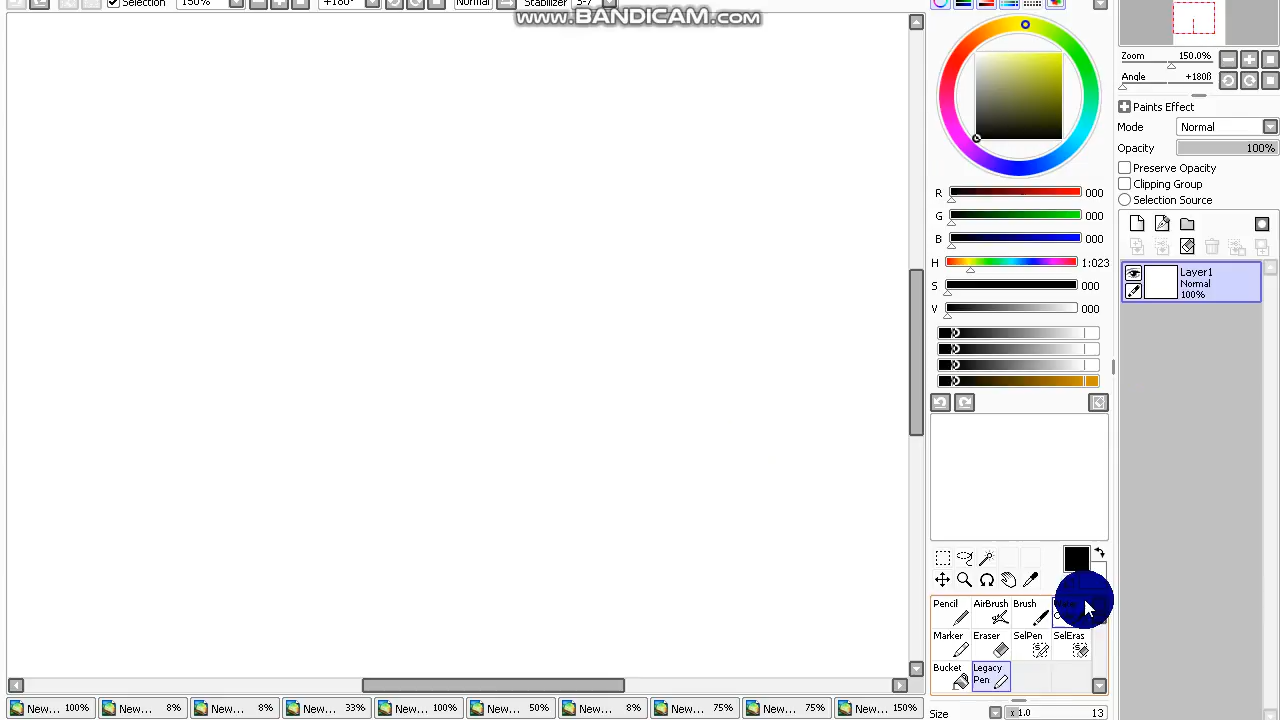 Selection 150% +180° Normal Stabilizer S-7
www.BANDICAM.com
Zoom 150.0%
Angle +180ß
Paints Effect
Mode Normal
Opacity 100%
Preserve Opacity
Clipping Group
Selection Source
R 000
G 000
B 000
H 1:023
S 000
V 000
Layer1
Normal
100%
Pencil AirBrush Brush
Marker Eraser SelPen SelEras
Bucket Legacy Pen
Size x 1.0 13
New... 100% New... 8% New... 8% New... 33% New... 100% New... 50% New... 8% New... 75% New... 75% New... 150%